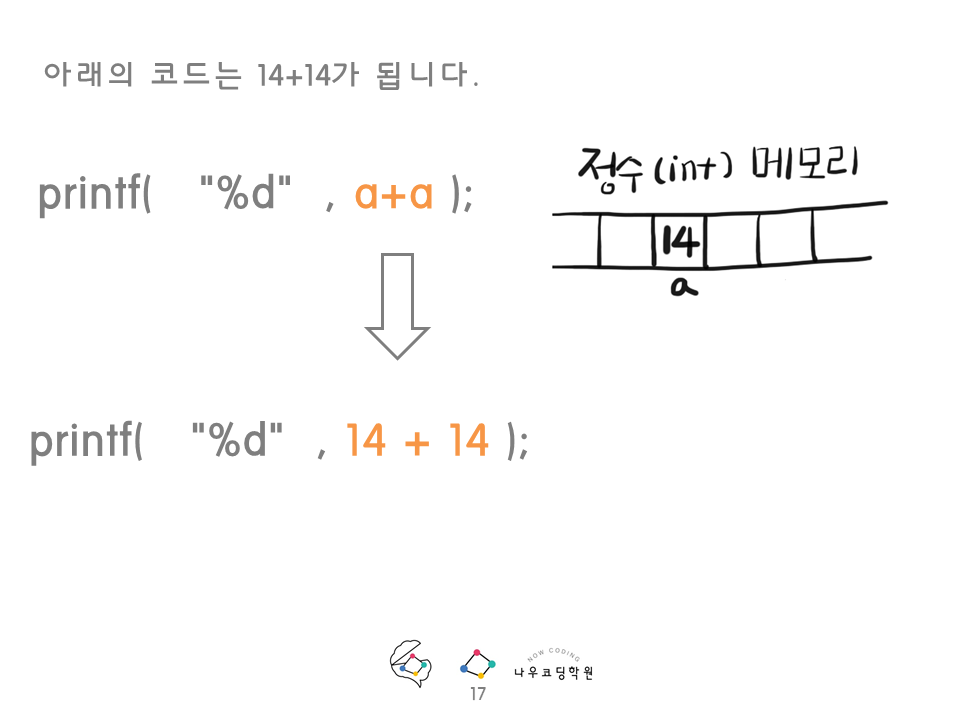 아래의 코드는 14+14가 됩니다.
printf( "%d" , a+a );
정수(int) 메모리
14
a
printf( "%d" , 14 + 14 );
NOW CODING
나우코딩학원
17